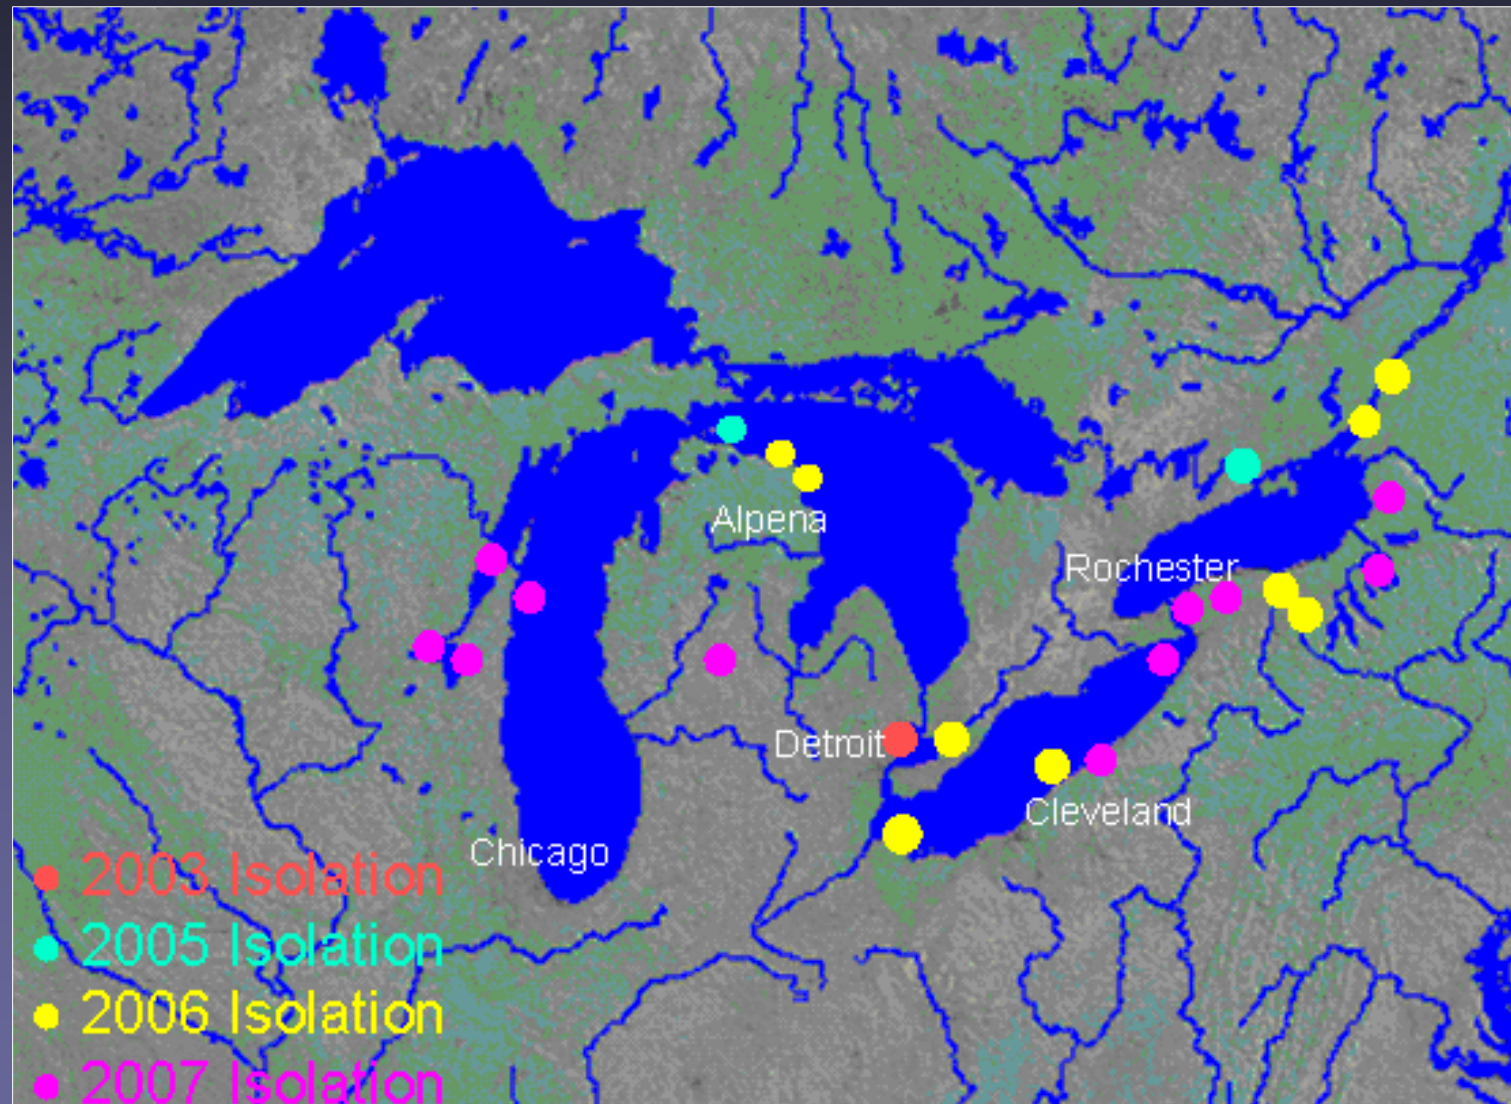 Alpena
Rochester
Detroit
Cleveland
Chicago
2003 Isolation
2005 Isolation
2006 Isolation
2007 Isolation